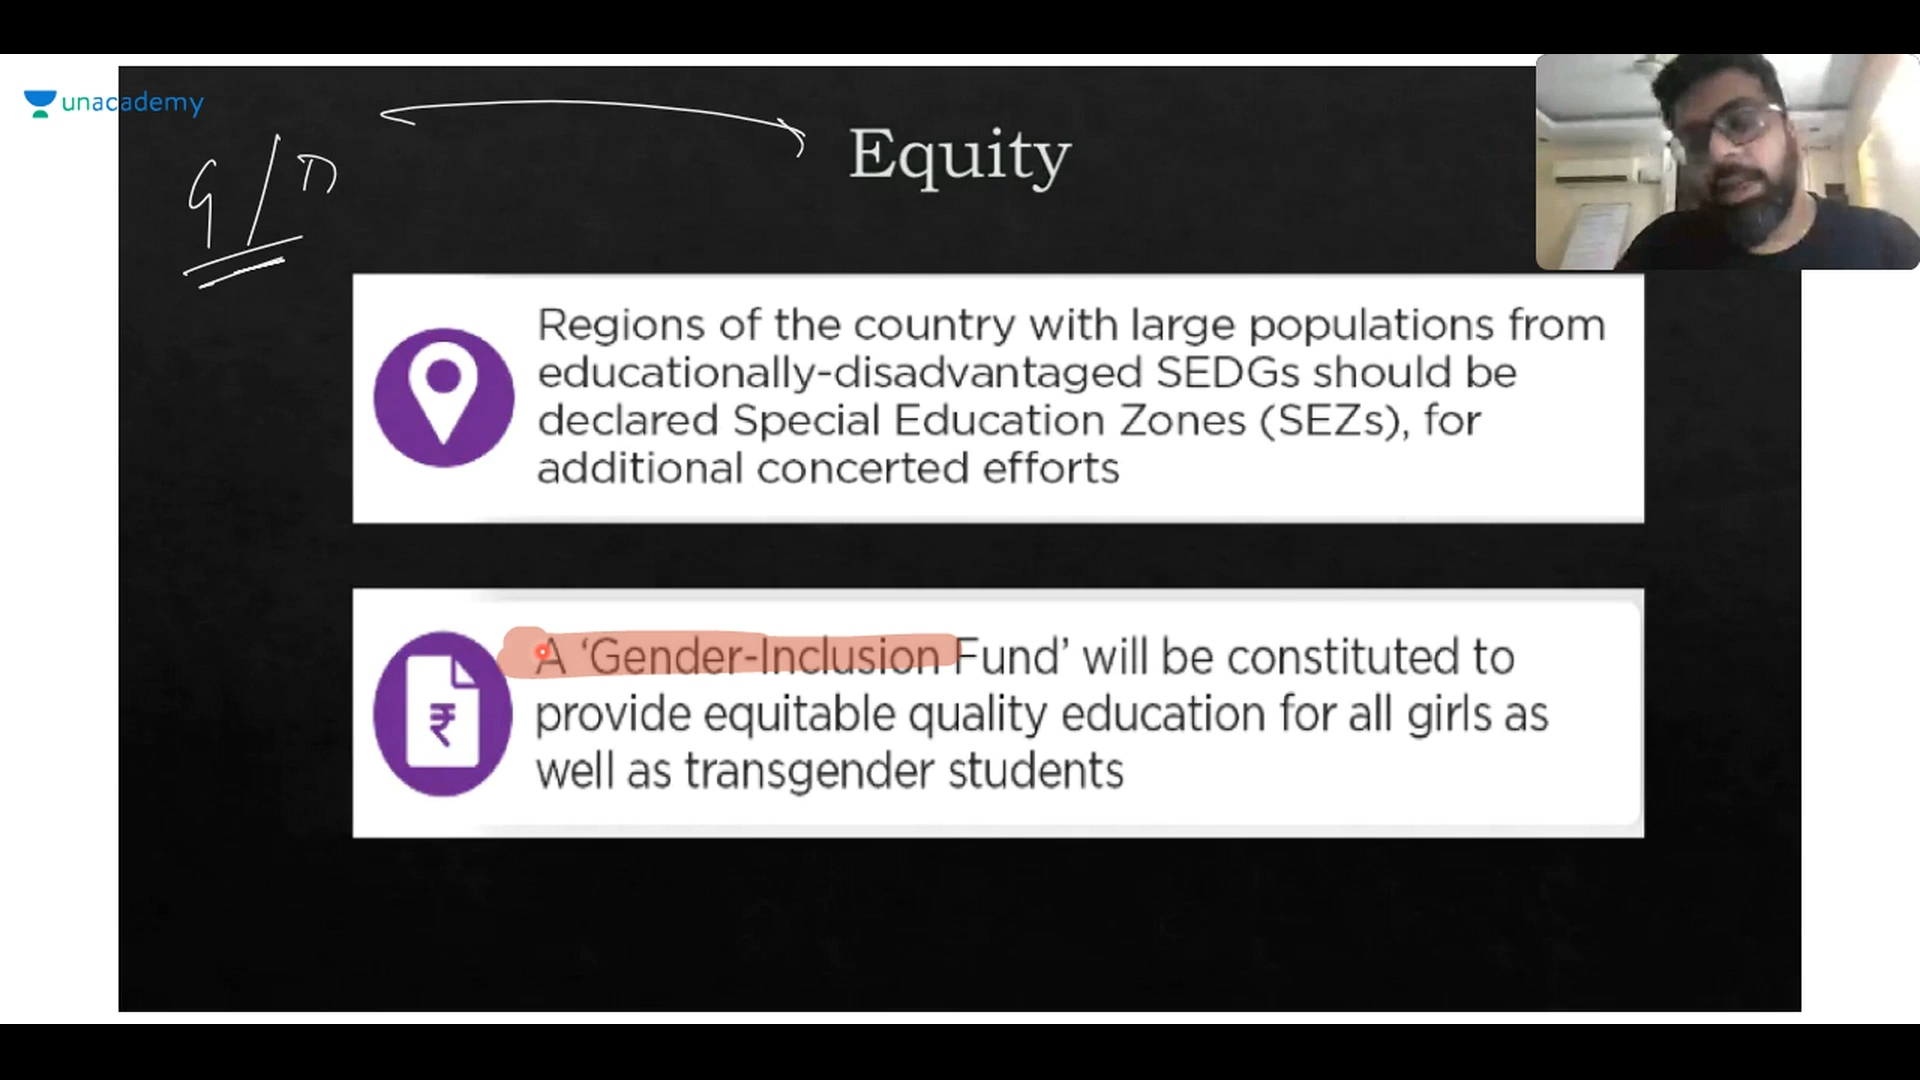 unacademy
Equity
G/D
Regions of the country with large populations from
educationally-disadvantaged SEDGs should be
declared Special Education Zones (SEZs), for
additional concerted efforts
A ‘Gender-Inclusion Fund’ will be constituted to
provide equitable quality education for all girls as
well as transgender students